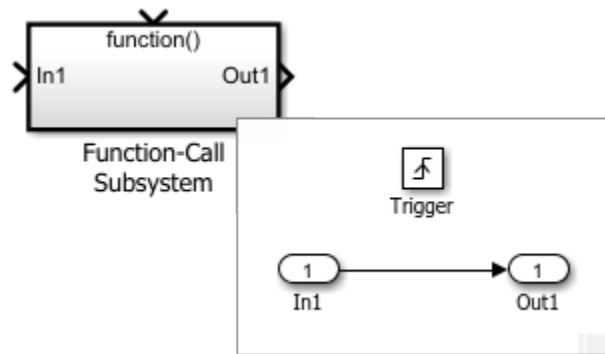 function()
In1
Out1
Function-Call
Subsystem
Trigger
1
1
In1
Out1